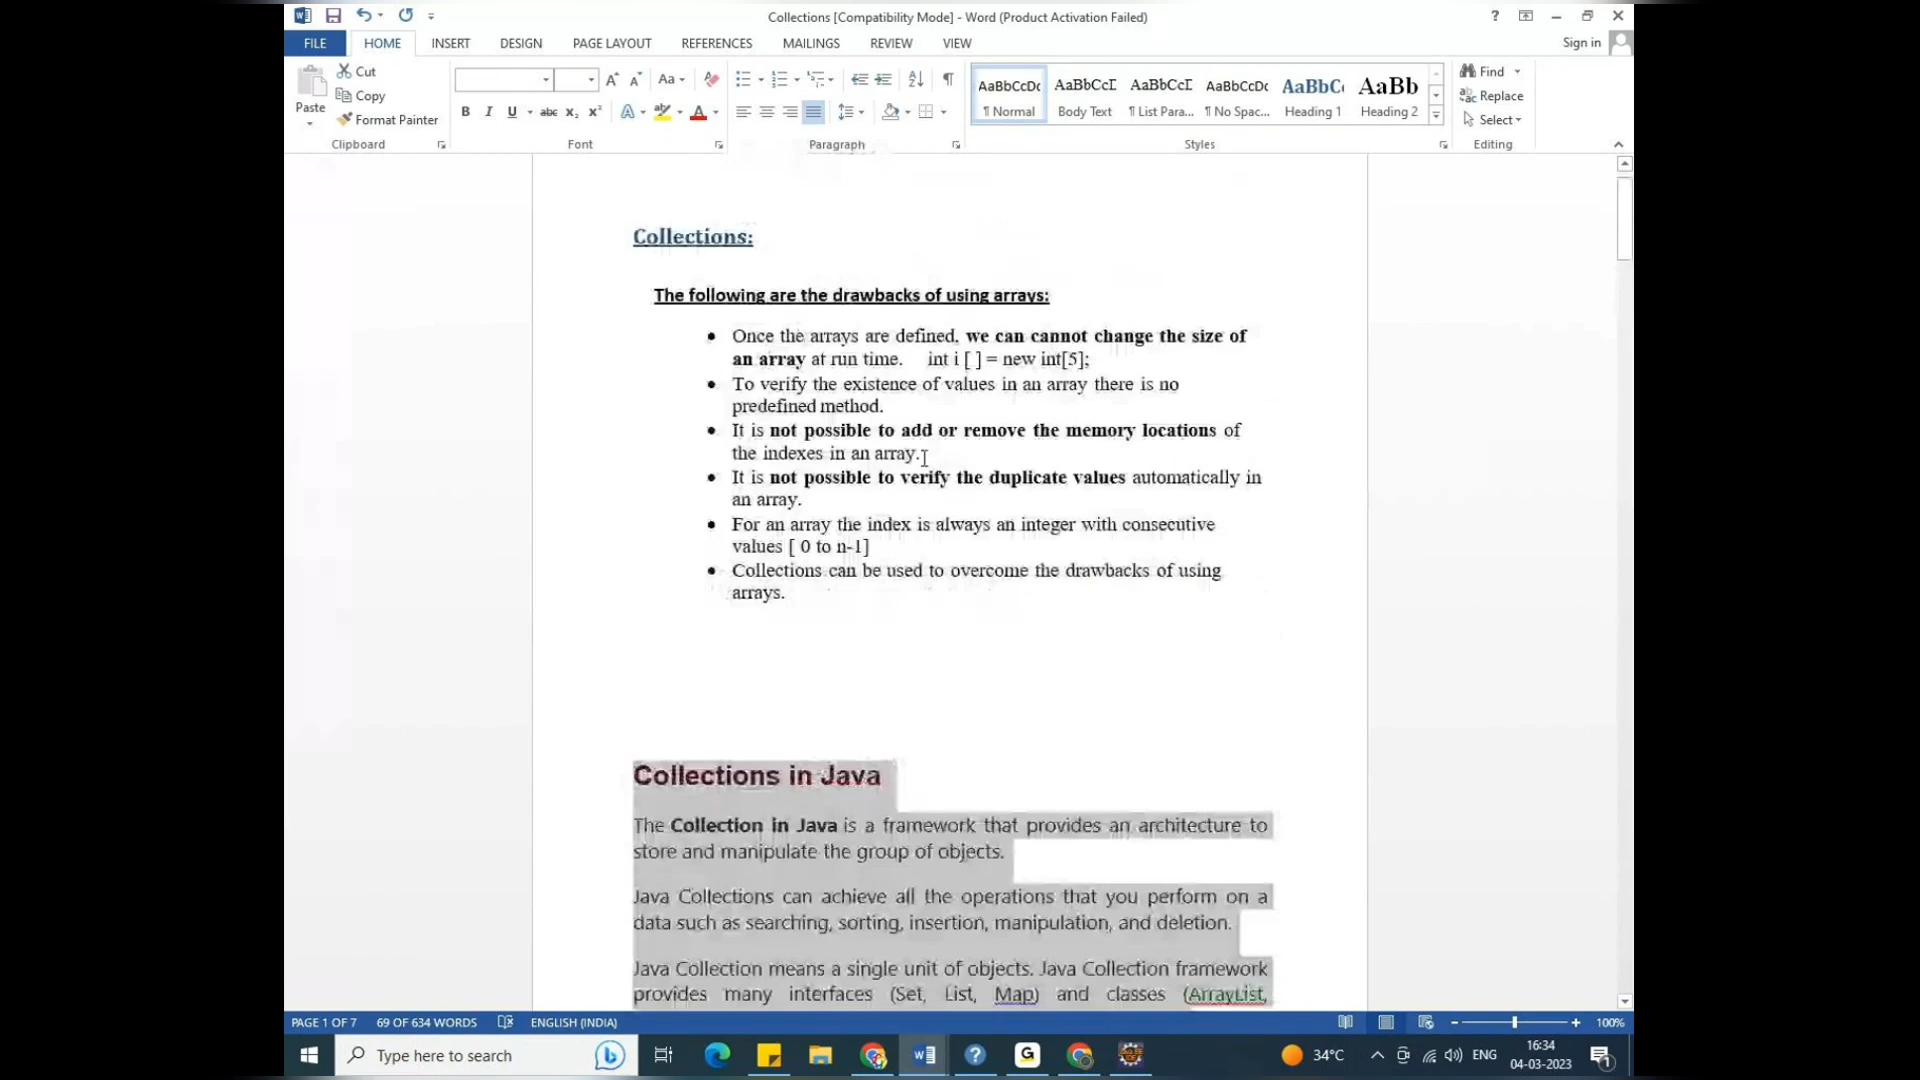 Collections [Compatibility Mode] - Word (Product Activation Failed)
FILE HOME INSERT DESIGN PAGE LAYOUT REFERENCES MAILINGS REVIEW VIEW Sign in
Paste
Cut
Copy
Format Painter
Clipboard
Aa
B I U abc x₂ x² A A
Font
Paragraph
AaBbCcDc AaBbCcD AaBbCcD AaBbCcDc AaBbC AaBb
¶ Normal Body Text ¶ List Para... ¶ No Spac... Heading 1 Heading 2
Styles
Find
Replace
Select
Editing
Collections:
The following are the drawbacks of using arrays:
• Once the arrays are defined, we can cannot change the size of
an array at run time. int i [ ] = new int[5];
• To verify the existence of values in an array there is no
predefined method.
• It is not possible to add or remove the memory locations of
the indexes in an array.
• It is not possible to verify the duplicate values automatically in
an array.
• For an array the index is always an integer with consecutive
values [ 0 to n-1]
• Collections can be used to overcome the drawbacks of using
arrays.
Collections in Java
The Collection in Java is a framework that provides an architecture to
store and manipulate the group of objects.
Java Collections can achieve all the operations that you perform on a
data such as searching, sorting, insertion, manipulation, and deletion.
Java Collection means a single unit of objects. Java Collection framework
provides many interfaces (Set, List, Map) and classes (ArrayList,
PAGE 1 OF 7 69 OF 634 WORDS ENGLISH (INDIA) 100%
Type here to search
34°C ENG
16:34
04-03-2023